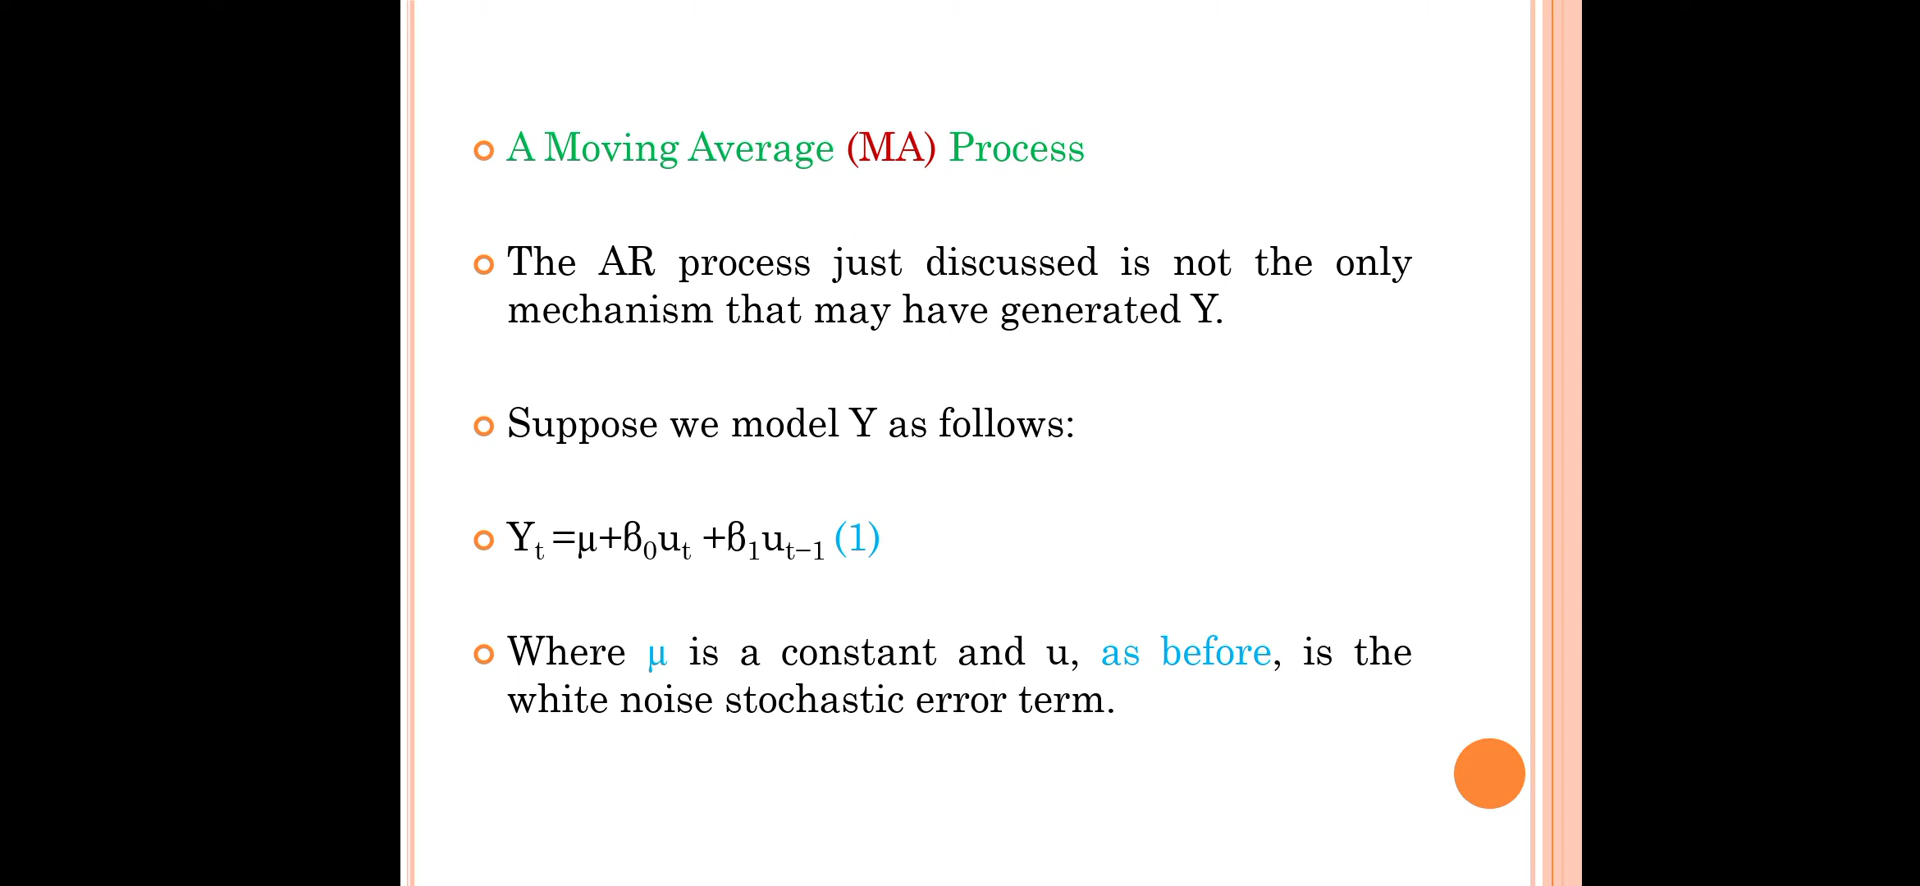 A Moving Average (MA) Process
The AR process just discussed is not the only
mechanism that may have generated Y.
Suppose we model Y as follows:
Yₜ =μ+β₀uₜ +β₁uₜ₋₁ (1)
Where μ is a constant and u, as before, is the
white noise stochastic error term.